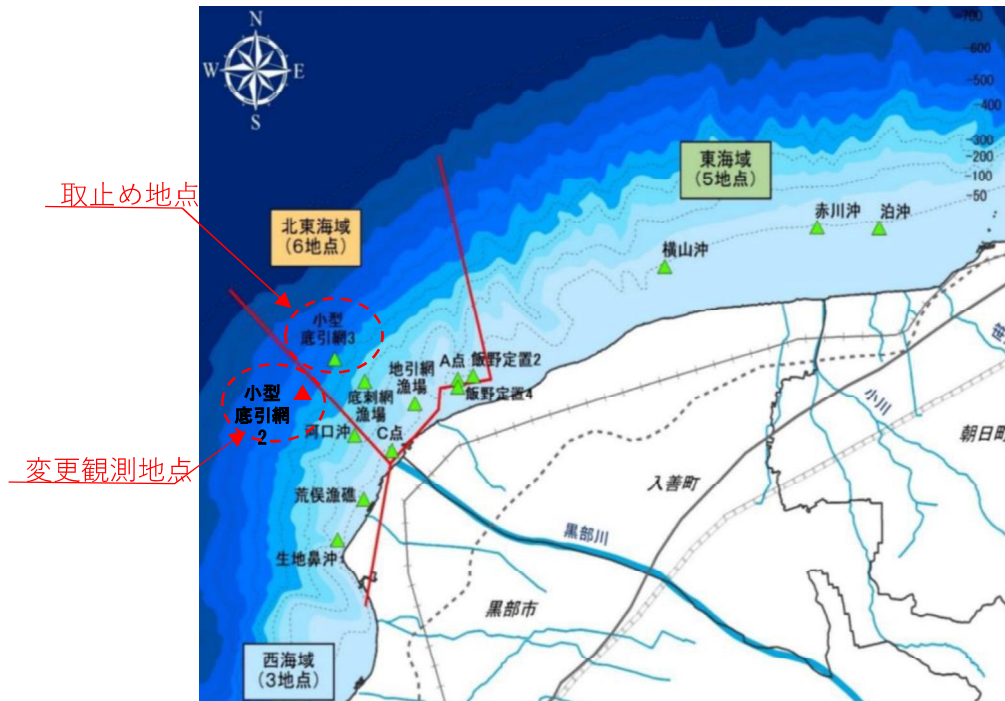 N
W
E
S
-700
-600
-500
-400
-300
-200
-100
-50
東海域
(5地点)
取止め地点
北東海域
(6地点)
赤川沖
泊沖
横山沖
小型
底引網3
地引網
漁場
A点
飯野定置2
飯野定置4
小型
底引網
2
底刺網
漁場
河口沖
C点
変更観測地点
荒俣漁礁
生地鼻沖
小川
朝日町
入善町
黒部川
黒部市
西海域
(3地点)